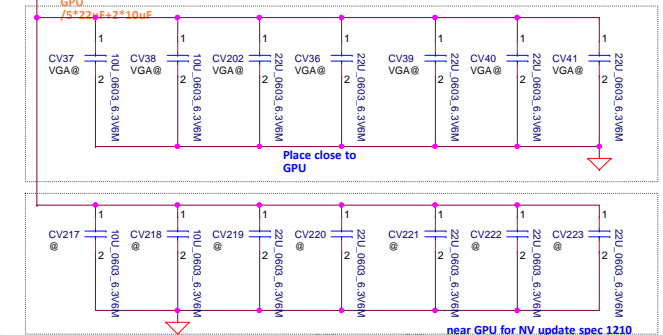 GPU
/5*22uF+2*10uF
1 1 1 1 1 1 1
CV37 CV38 CV202 CV36 CV39 CV40 CV41
VGA@ VGA@ VGA@ VGA@ VGA@ VGA@ VGA@
2 2 2 2 2 2 2
10U_0603_6.3V6M 10U_0603_6.3V6M 22U_0603_6.3V6M 22U_0603_6.3V6M 22U_0603_6.3V6M 22U_0603_6.3V6M 22U_0603_6.3V6M
Place close to
GPU
1 1 1 1 1 1 1
CV217 CV218 CV219 CV220 CV221 CV222 CV223
@ @ @ @ @ @ @
2 2 2 2 2 2 2
10U_0603_6.3V6M 10U_0603_6.3V6M 22U_0603_6.3V6M 22U_0603_6.3V6M 22U_0603_6.3V6M 22U_0603_6.3V6M 22U_0603_6.3V6M
near GPU for NV update spec 1210